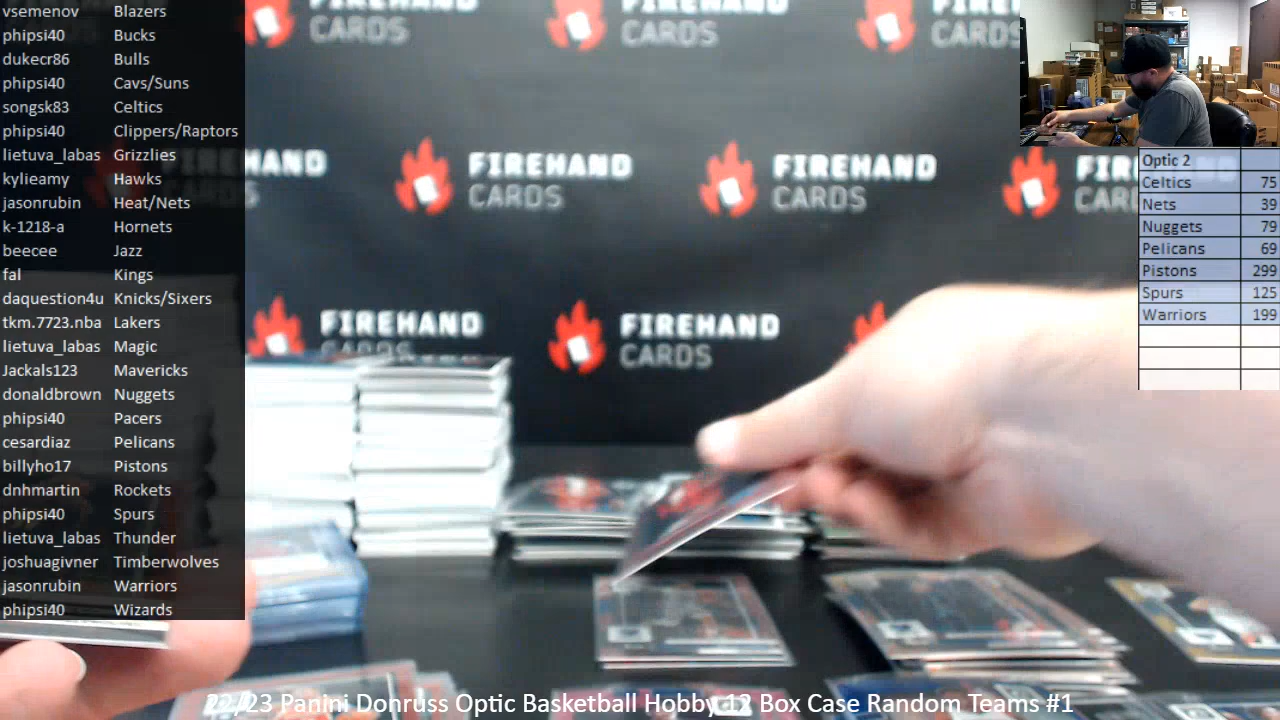 vsemenov Blazers
phipsi40 Bucks
dukecr86 Bulls
phipsi40 Cavs/Suns
songsk83 Celtics
phipsi40 Clippers/Raptors
lietuva_labas Grizzlies
kylieamy Hawks
jasonrubin Heat/Nets
k-1218-a Hornets
beecee Jazz
fal Kings
daquestion4u Knicks/Sixers
tkm.7723.nba Lakers
lietuva_labas Magic
Jackals123 Mavericks
donaldbrown Nuggets
phipsi40 Pacers
cesardiaz Pelicans
billyho17 Pistons
dnhmartin Rockets
phipsi40 Spurs
lietuva_labas Thunder
joshuagivner Timberwolves
jasonrubin Warriors
phipsi40 Wizards
CARDS
CARDS
FIREHAND
CARDS
FIREHAND
CARDS
FIREHAND
CARDS
FIREHAND
CARDS
Optic 2
Celtics 75
Nets 39
Nuggets 79
Pelicans 69
Pistons 299
Spurs 125
Warriors 199
22/23 Panini Donruss Optic Basketball Hobby 12 Box Case Random Teams #1